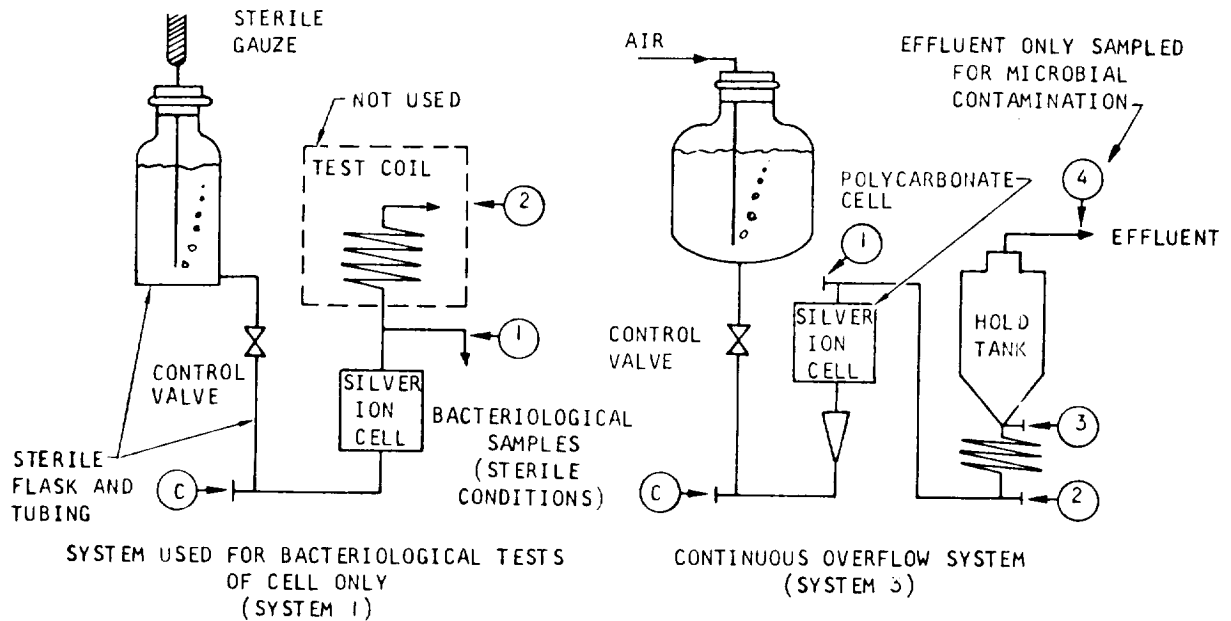 STERILE
GAUZE
NOT USED
TEST COIL
2
1
CONTROL
VALVE
SILVER
ION
CELL
BACTERIOLOGICAL
SAMPLES
(STERILE
CONDITIONS)
STERILE
FLASK AND
TUBING
C
SYSTEM USED FOR BACTERIOLOGICAL TESTS
OF CELL ONLY
(SYSTEM 1)
AIR
EFFLUENT ONLY SAMPLED
FOR MICROBIAL
CONTAMINATION
4
POLYCARBONATE
CELL
1
EFFLUENT
CONTROL
VALVE
SILVER
ION
CELL
HOLD
TANK
3
C
2
CONTINUOUS OVERFLOW SYSTEM
(SYSTEM 3)